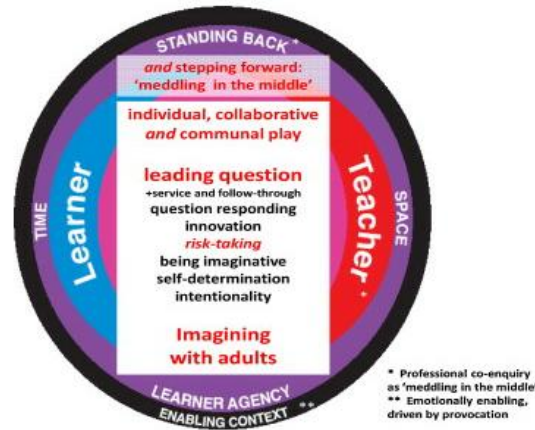 STANDING BACK *
and stepping forward:
‘meddling in the middle’
individual, collaborative
and communal play
leading question
+service and follow-through
question responding
innovation
risk-taking
being imaginative
self-determination
intentionality
Imagining
with adults
Learner
Teacher *
TIME
SPACE
LEARNER AGENCY
ENABLING CONTEXT **
* Professional co-enquiry
as ‘meddling in the middle’
** Emotionally enabling,
driven by provocation